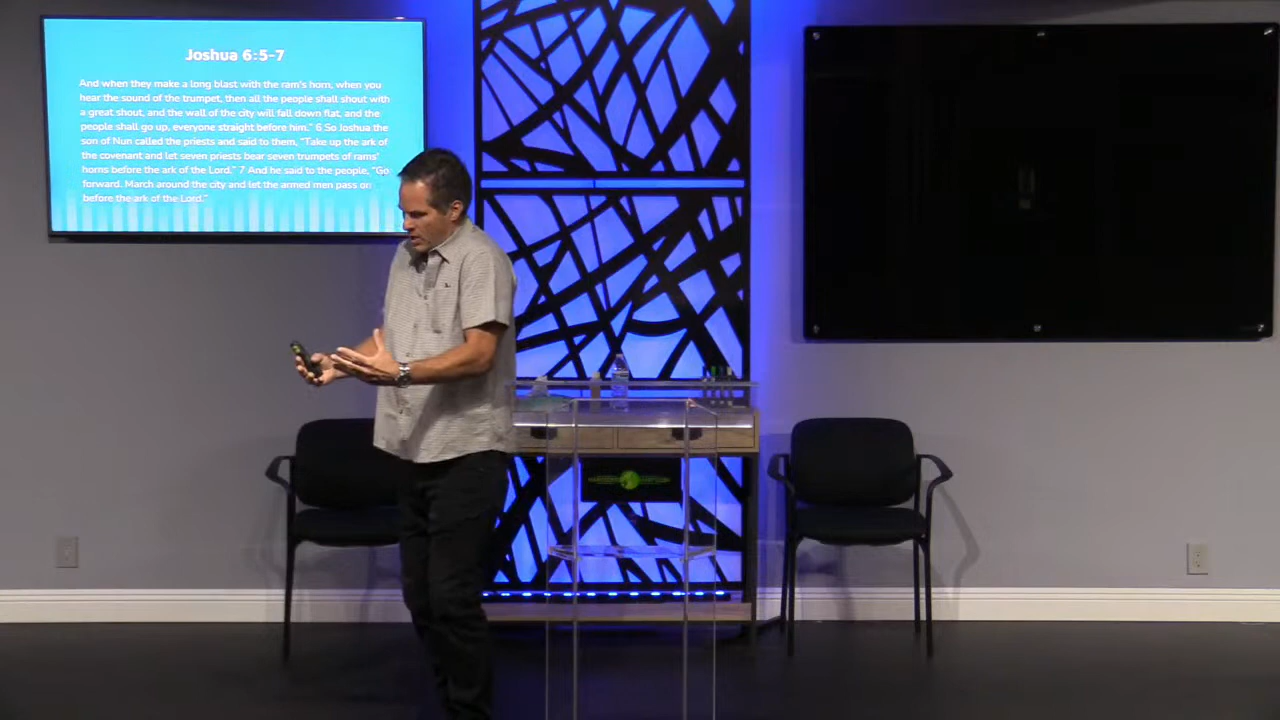 Joshua 6:5-7
And when they make a long blast with the ram's horn, when you
hear the sound of the trumpet, then all the people shall shout with
a great shout, and the wall of the city will fall down flat, and the
people shall go up, everyone straight before him." 6 So Joshua the
son of Nun called the priests and said to them, "Take up the ark of
the covenant and let seven priests bear seven trumpets of rams'
horns before the ark of the Lord." 7 And he said to the people, "Go
forward. March around the city and let the armed men pass on
before the ark of the Lord."